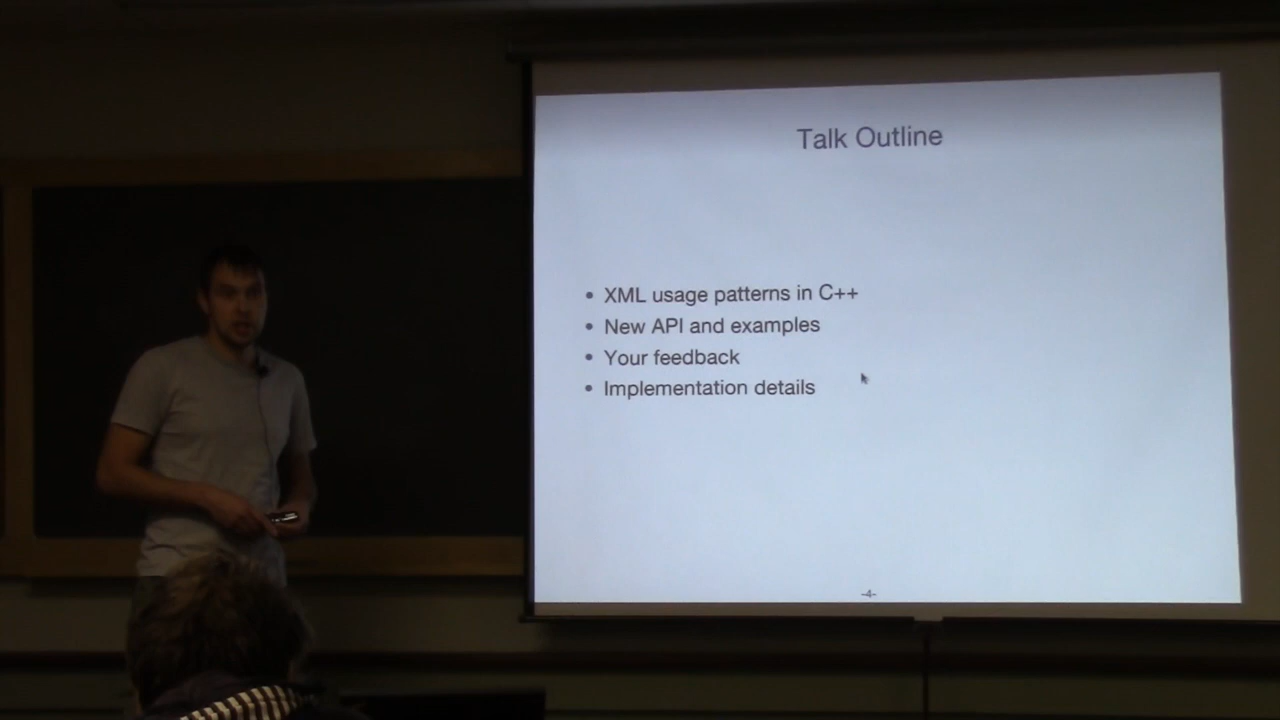 Talk Outline
• XML usage patterns in C++
• New API and examples
• Your feedback
• Implementation details
-4-